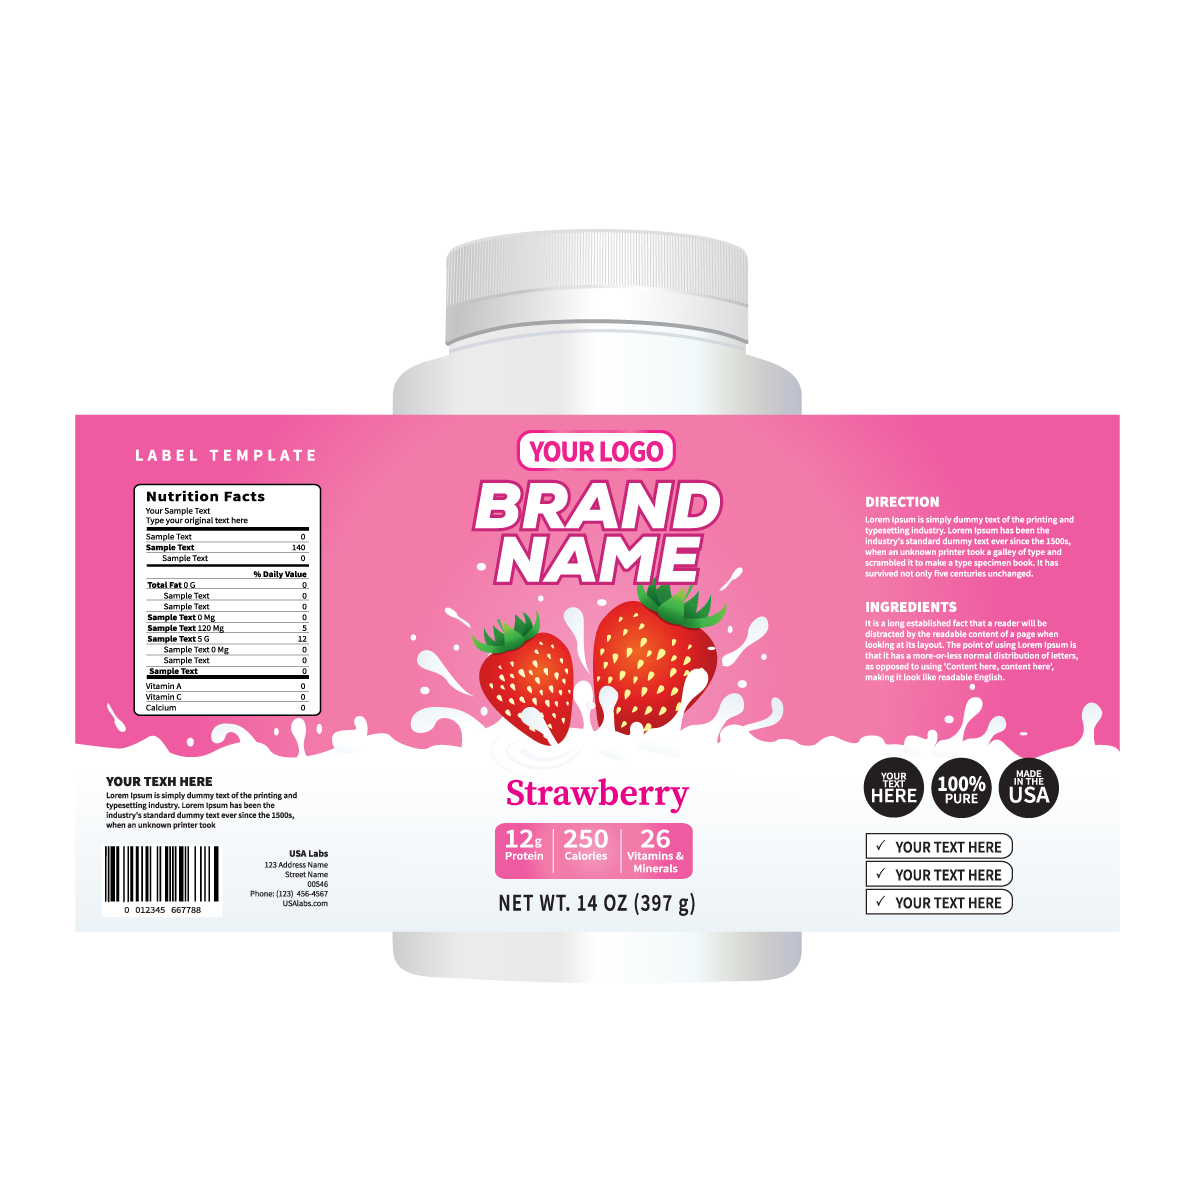 LABEL TEMPLATE
Nutrition Facts
Your Sample Text
Type your original text here
Sample Text 0
Sample Text 140
Sample Text 0
% Daily Value
Total Fat 0 G 0
Sample Text 0
Sample Text 0
Sample Text 0 Mg 0
Sample Text 120 Mg 5
Sample Text 5 G 12
Sample Text 0 Mg 0
Sample Text 0
Sample Text 0
Vitamin A 0
Vitamin C 0
Calcium 0
YOUR TEXH HERE
Lorem Ipsum is simply dummy text of the printing and
typesetting industry. Lorem Ipsum has been the
industry's standard dummy text ever since the 1500s,
when an unknown printer took
0 012345 667788
USA Labs
123 Address Name
Street Name
00546
Phone: (123) 456-4567
USAlabs.com
YOUR LOGO
BRAND
NAME
Strawberry
12g
Protein
250
Calories
26
Vitamins &
Minerals
NET WT. 14 OZ (397 g)
DIRECTION
Lorem Ipsum is simply dummy text of the printing and
typesetting industry. Lorem Ipsum has been the
industry's standard dummy text ever since the 1500s,
when an unknown printer took a galley of type and
scrambled it to make a type specimen book. It has
survived not only five centuries unchanged.
INGREDIENTS
It is a long established fact that a reader will be
distracted by the readable content of a page when
looking at its layout. The point of using Lorem Ipsum is
that it has a more-or-less normal distribution of letters,
as opposed to using 'Content here, content here',
making it look like readable English.
YOUR
TEXT
HERE
100%
PURE
MADE
IN THE
USA
✓ YOUR TEXT HERE
✓ YOUR TEXT HERE
✓ YOUR TEXT HERE